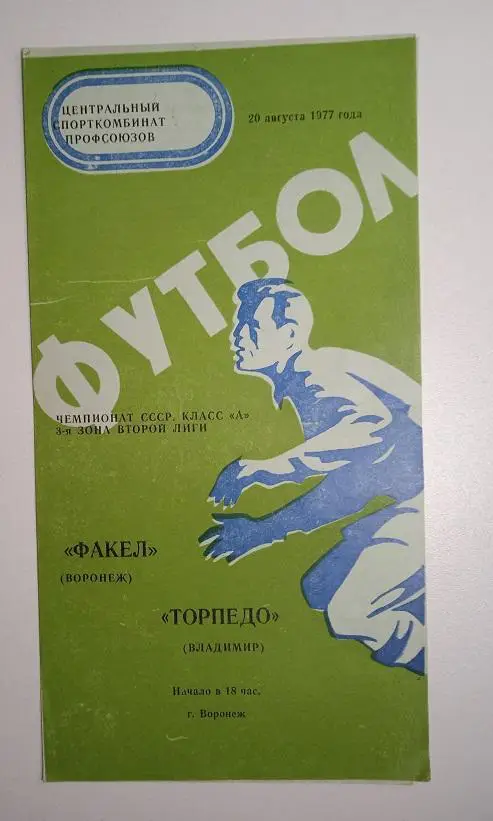 ЦЕНТРАЛЬНЫЙ
СПОРТКОМБИНАТ
ПРОФСОЮЗОВ
20 августа 1977 года
ФУТБОЛ
ЧЕМПИОНАТ СССР. КЛАСС «А»
3-я ЗОНА ВТОРОЙ ЛИГИ
«ФАКЕЛ»
(ВОРОНЕЖ)
«ТОРПЕДО»
(ВЛАДИМИР)
Начало в 18 час.
г. Воронеж